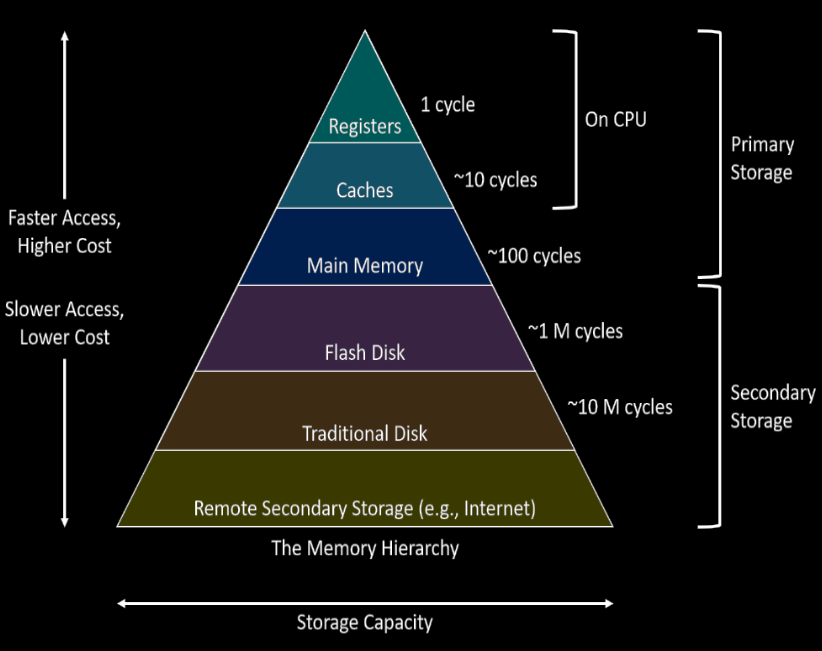 Registers
1 cycle
On CPU
Primary
Storage
Caches
~10 cycles
Faster Access,
Higher Cost
Main Memory
~100 cycles
Slower Access,
Lower Cost
Flash Disk
~1 M cycles
Traditional Disk
~10 M cycles
Secondary
Storage
Remote Secondary Storage (e.g., Internet)
The Memory Hierarchy
Storage Capacity